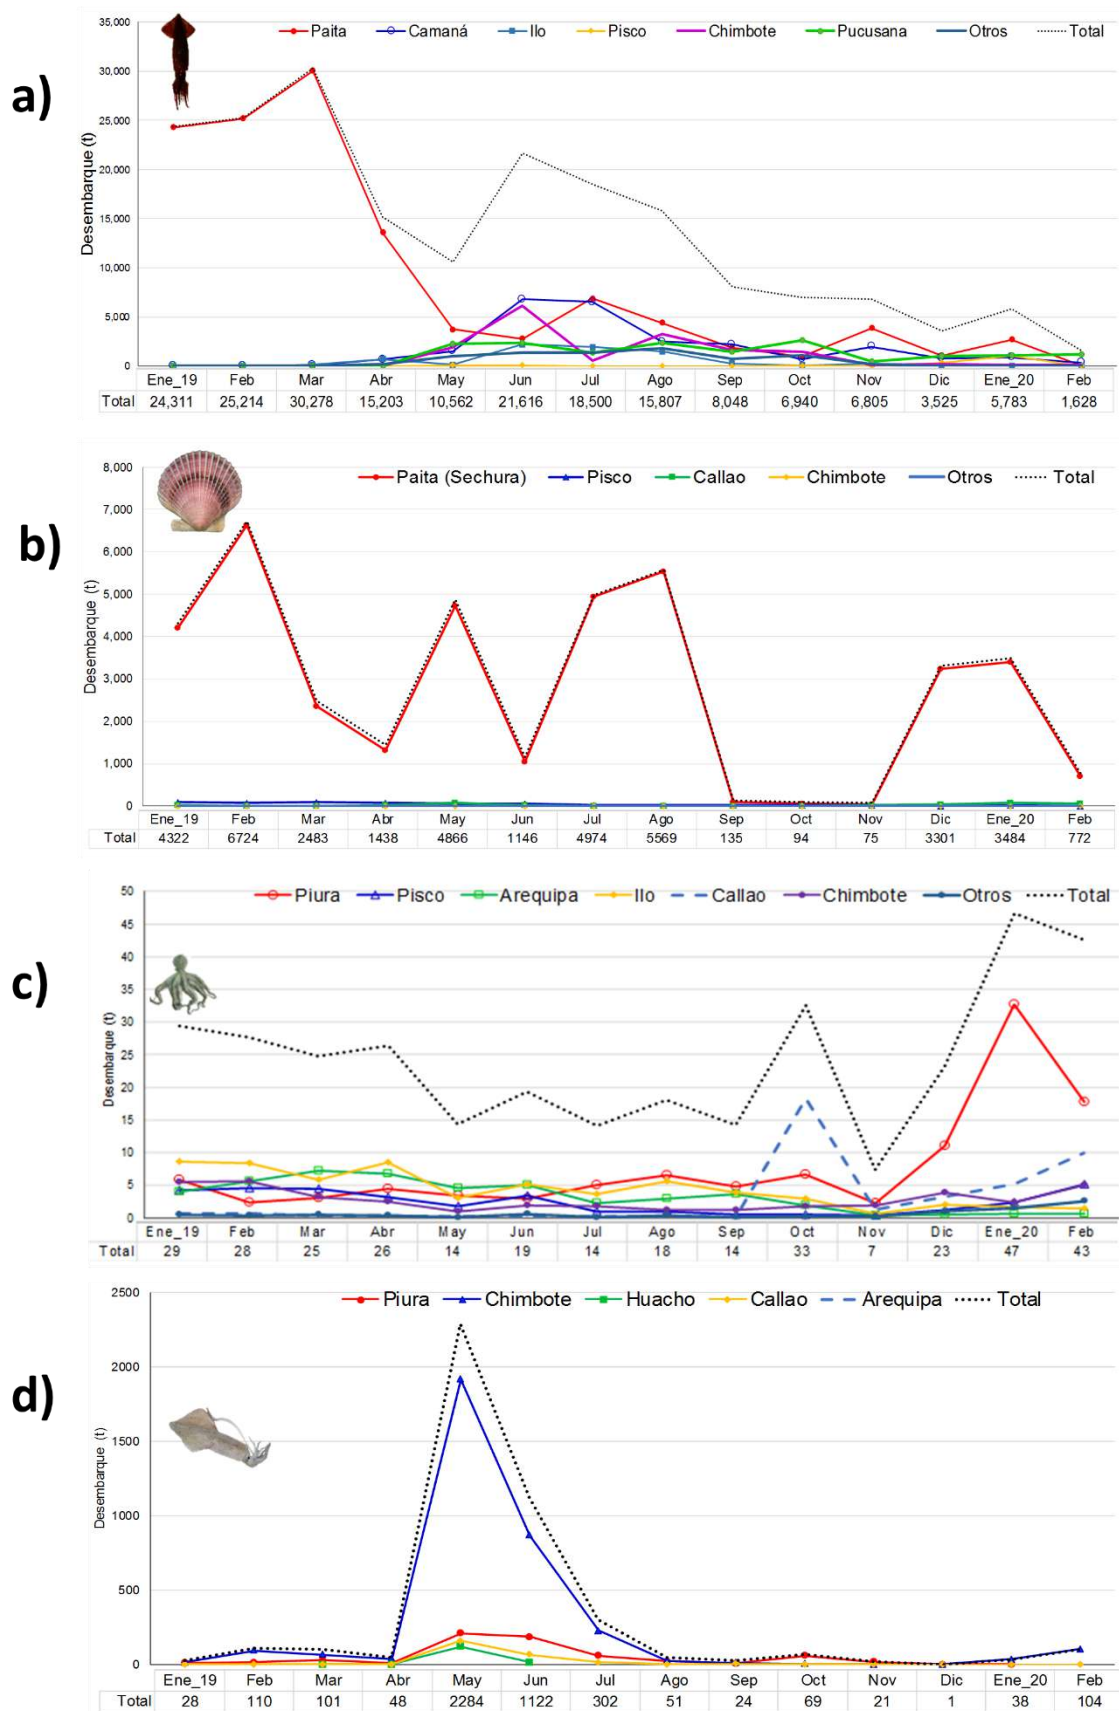 a)
Paita Camaná Ilo Pisco Chimbote Pucusana Otros Total
Desembarque (t)
35,000
30,000
25,000
20,000
15,000
10,000
5,000
0
Ene_19 Feb Mar Abr May Jun Jul Ago Sep Oct Nov Dic Ene_20 Feb
Total 24,311 25,214 30,278 15,203 10,562 21,616 18,500 15,807 8,048 6,940 6,805 3,525 5,783 1,628
b)
Paita (Sechura) Pisco Callao Chimbote Otros Total
Desembarque (t)
8,000
7,000
6,000
5,000
4,000
3,000
2,000
1,000
0
Ene_19 Feb Mar Abr May Jun Jul Ago Sep Oct Nov Dic Ene_20 Feb
Total 4322 6724 2483 1438 4866 1146 4974 5569 135 94 75 3301 3484 772
c)
Piura Pisco Arequipa Ilo Callao Chimbote Otros Total
Desembarque (t)
50
45
40
35
30
25
20
15
10
5
0
Ene_19 Feb Mar Abr May Jun Jul Ago Sep Oct Nov Dic Ene_20 Feb
Total 29 28 25 26 14 19 14 18 14 33 7 23 47 43
d)
Piura Chimbote Huacho Callao Arequipa Total
Desembarque (t)
2500
2000
1500
1000
500
0
Ene_19 Feb Mar Abr May Jun Jul Ago Sep Oct Nov Dic Ene_20 Feb
Total 28 110 101 48 2284 1122 302 51 24 69 21 1 38 104